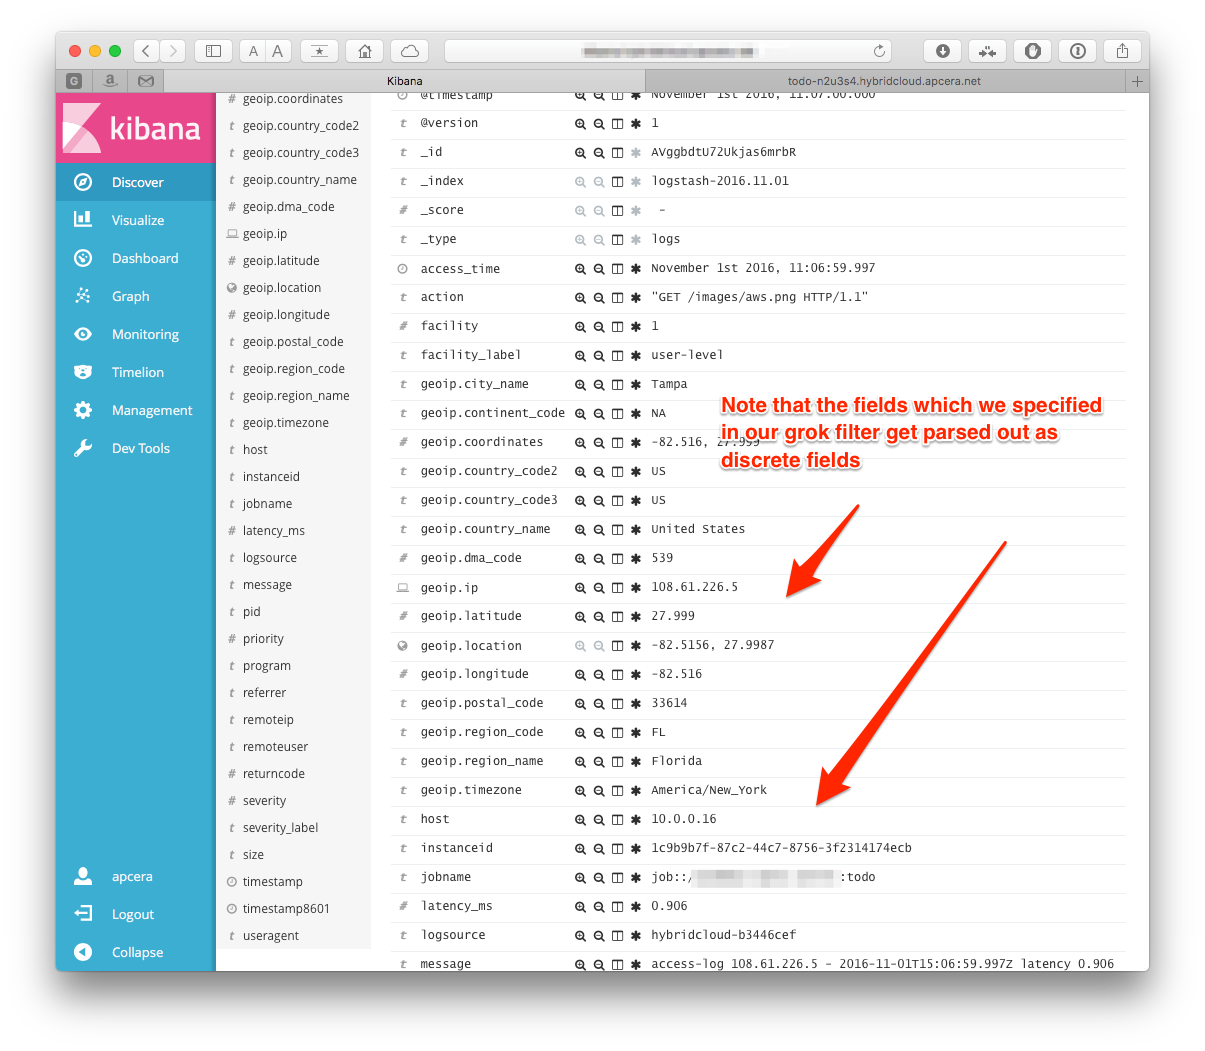 A A
G a
Kibana
todo-n2u3s4.hybridcloud.apcera.net
kibana
Discover
Visualize
Dashboard
Graph
Monitoring
Timelion
Management
Dev Tools
apcera
Logout
Collapse
# geoip.coordinates
t geoip.country_code2
t geoip.country_code3
t geoip.country_name
# geoip.dma_code
geoip.ip
# geoip.latitude
geoip.location
# geoip.longitude
t geoip.postal_code
t geoip.region_code
t geoip.region_name
t geoip.timezone
t host
t instanceid
t jobname
# latency_ms
t logsource
t message
t pid
# priority
t program
t referrer
t remoteip
t remoteuser
# returncode
# severity
t severity_label
t size
timestamp
timestamp8601
t useragent
@timestamp November 1st 2016, 11:07:00.000
t @version 1
t _id AVggbdtU72Ukjas6mrbR
t _index logstash-2016.11.01
# _score -
t _type logs
access_time November 1st 2016, 11:06:59.997
t action "GET /images/aws.png HTTP/1.1"
# facility 1
t facility_label user-level
t geoip.city_name Tampa
t geoip.continent_code NA
# geoip.coordinates -82.516, 27.999
t geoip.country_code2 US
t geoip.country_code3 US
t geoip.country_name United States
# geoip.dma_code 539
geoip.ip 108.61.226.5
# geoip.latitude 27.999
geoip.location -82.5156, 27.9987
# geoip.longitude -82.516
t geoip.postal_code 33614
t geoip.region_code FL
t geoip.region_name Florida
t geoip.timezone America/New_York
t host 10.0.0.16
t instanceid 1c9b9b7f-87c2-44c7-8756-3f2314174ecb
t jobname job::/ :todo
# latency_ms 0.906
t logsource hybridcloud-b3446cef
t message access-log 108.61.226.5 - 2016-11-01T15:06:59.997Z latency 0.906
Note that the fields which we specified
in our grok filter get parsed out as
discrete fields